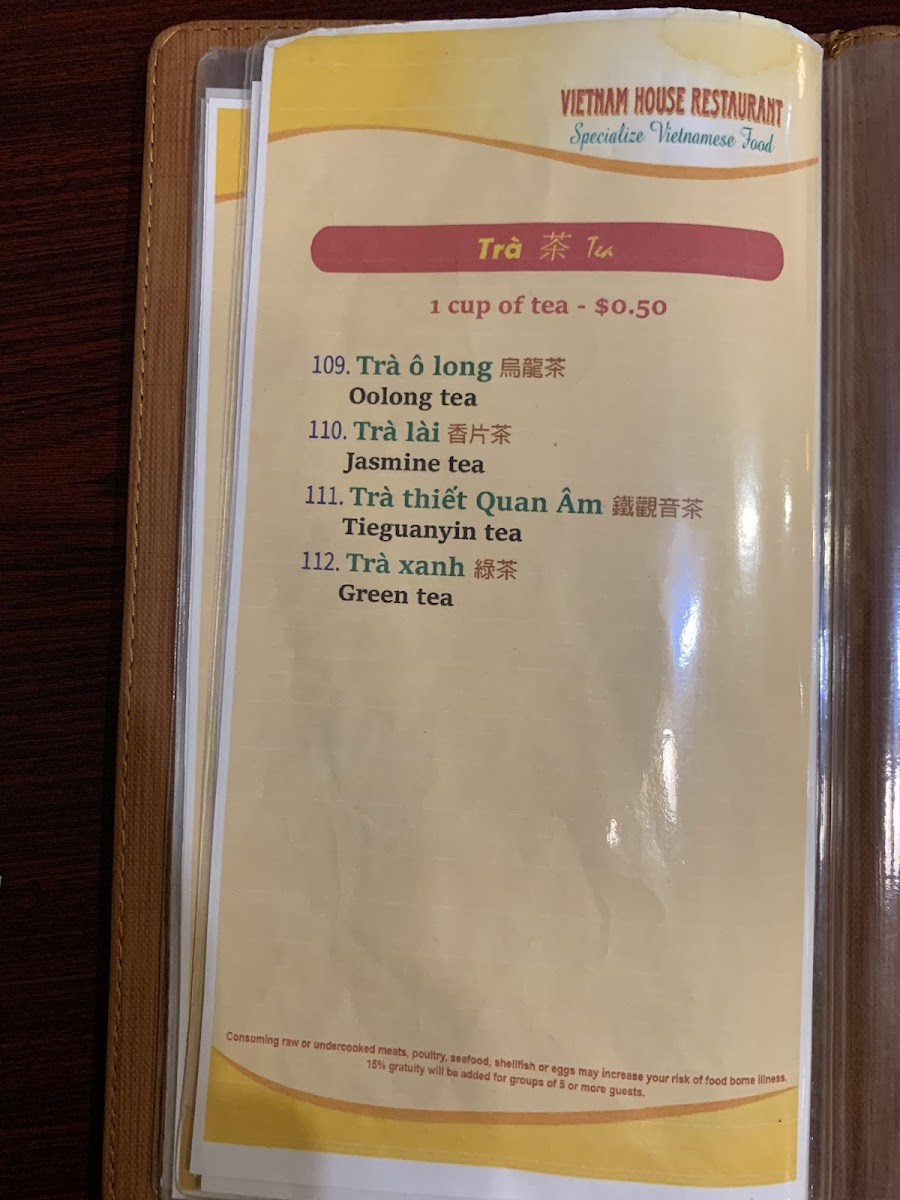 VIETNAM HOUSE RESTAURANT
Specialize Vietnamese Food
Trà 茶 Tea
1 cup of tea - $0.50
109. Trà ô long 烏龍茶
Oolong tea
110. Trà lài 香片茶
Jasmine tea
111. Trà thiết Quan Âm 鐵觀音茶
Tieguanyin tea
112. Trà xanh 綠茶
Green tea
Consuming raw or undercooked meats, poultry, seafood, shellfish or eggs may increase your risk of food borne illness.
15% gratuity will be added for groups of 5 or more guests.